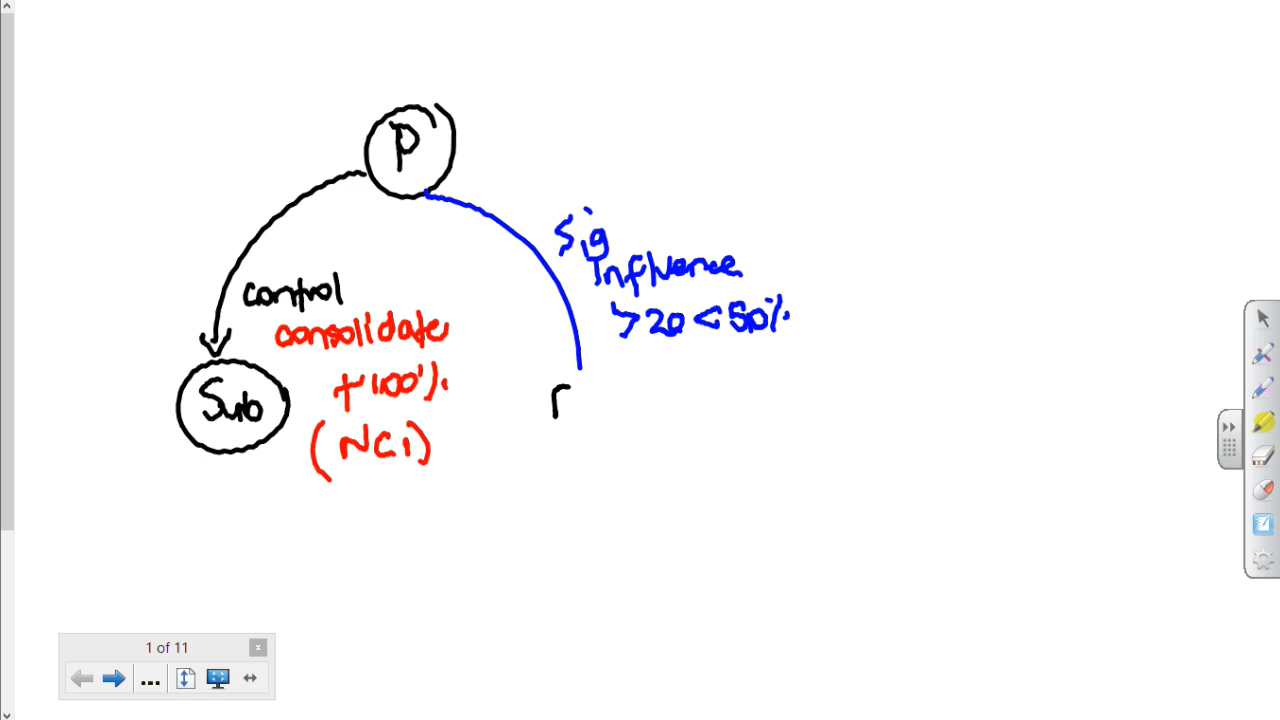 P
Sig
Influence
>20 <50%
control
consolidate
+100%
Sub
(NCI)
1 of 11
...